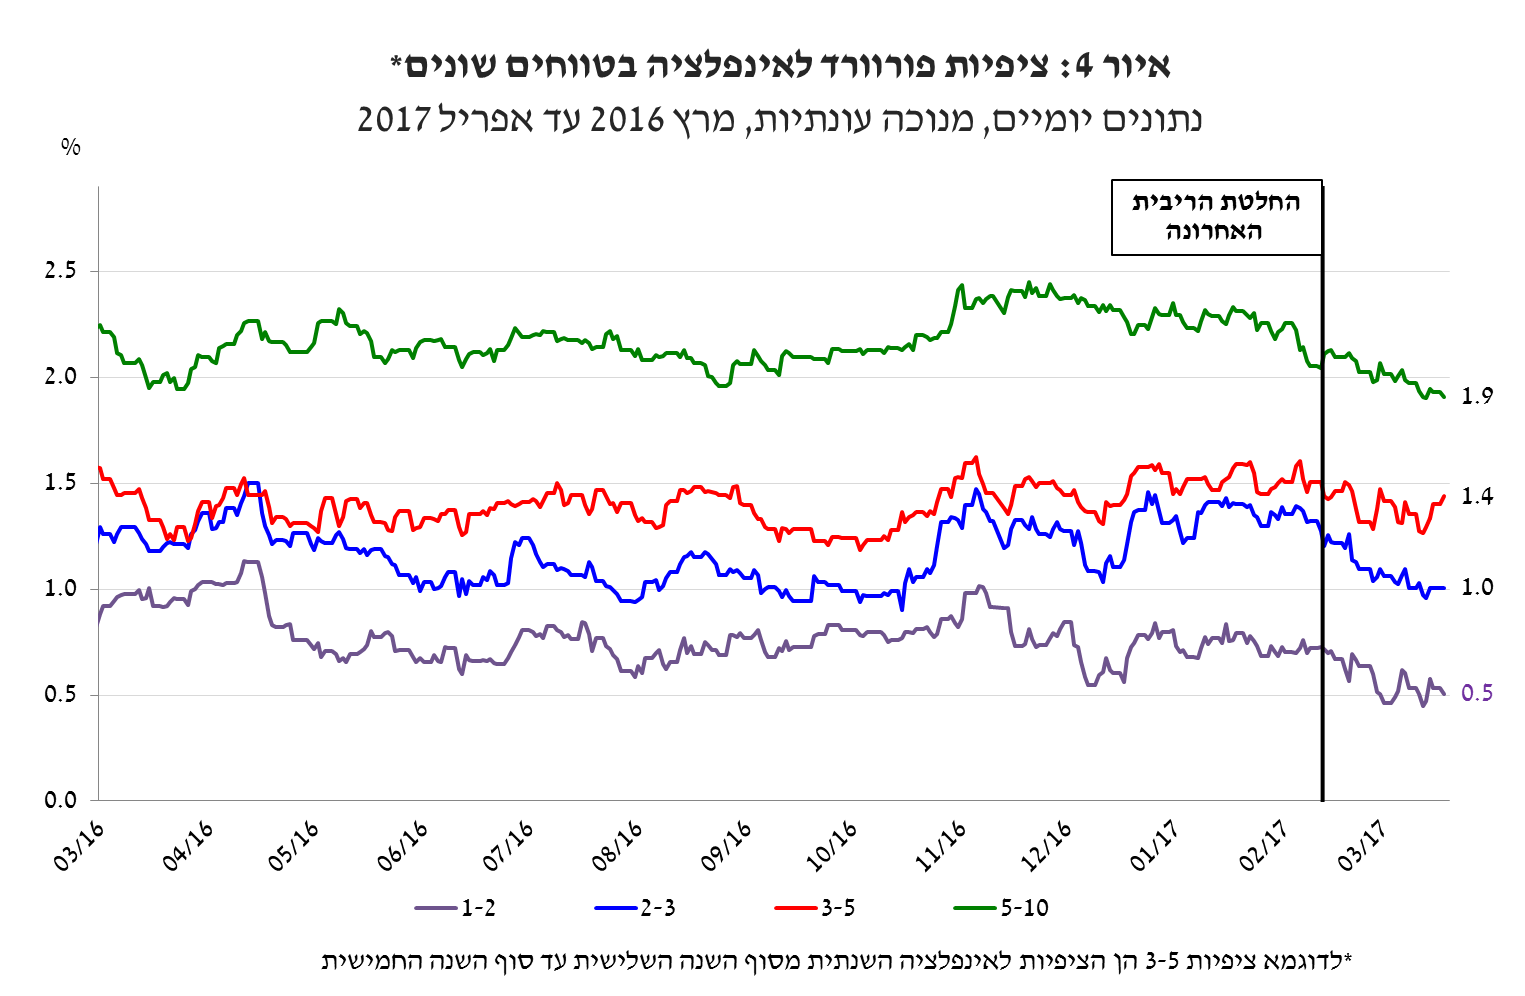 איור 4: ציפיות פורוורד לאינפלציה בטווחים שונים*
נתונים יומיים, מנוכה עונתיות, מרץ 2016 עד אפריל 2017
%
החלטת הריבית
האחרונה
2.5
2.0
1.5
1.0
0.5
0.0
1.9
1.4
1.0
0.5
03/16 04/16 05/16 06/16 07/16 08/16 09/16 10/16 11/16 12/16 01/17 02/17 03/17
1-2 2-3 3-5 5-10
*לדוגמא ציפיות 3-5 הן הציפיות לאינפלציה השנתית מסוף השנה השלישית עד סוף השנה החמישית